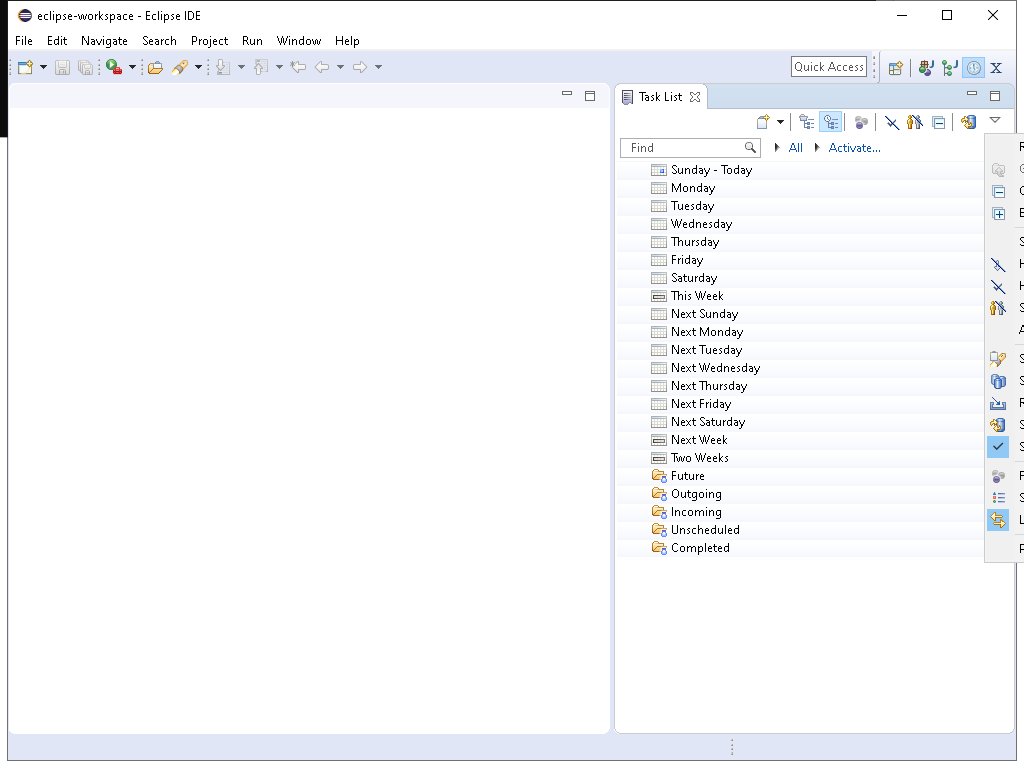 eclipse-workspace - Eclipse IDE
File Edit Navigate Search Project Run Window Help
Quick Access
Task List
Find All Activate...
Sunday - Today
Monday
Tuesday
Wednesday
Thursday
Friday
Saturday
This Week
Next Sunday
Next Monday
Next Tuesday
Next Wednesday
Next Thursday
Next Friday
Next Saturday
Next Week
Two Weeks
Future
Outgoing
Incoming
Unscheduled
Completed